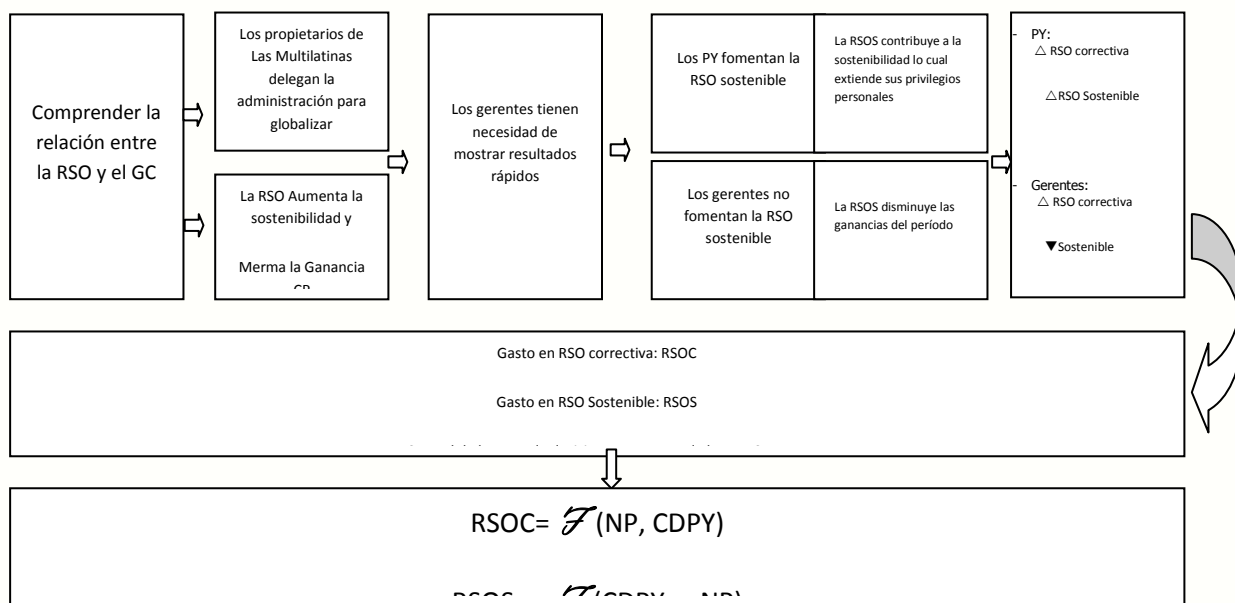 Comprender la
relación entre
la RSO y el GC
Los propietarios de
Las Multilatinas
delegan la
administración para
globalizar
La RSO Aumenta la
sostenibilidad y
Merma la Ganancia
Los gerentes tienen
necesidad de
mostrar resultados
rápidos
Los PY fomentan la
RSO sostenible
La RSOS contribuye a la
sostenibilidad lo cual
extiende sus privilegios
personales
Los gerentes no
fomentan la RSO
sostenible
La RSOS disminuye las
ganancias del período
- PY:
△ RSO correctiva
△RSO Sostenible
- Gerentes:
△ RSO correctiva
▼Sostenible
Gasto en RSO correctiva: RSOC
Gasto en RSO Sostenible: RSOS
RSOC= ℱ (NP, CDPY)